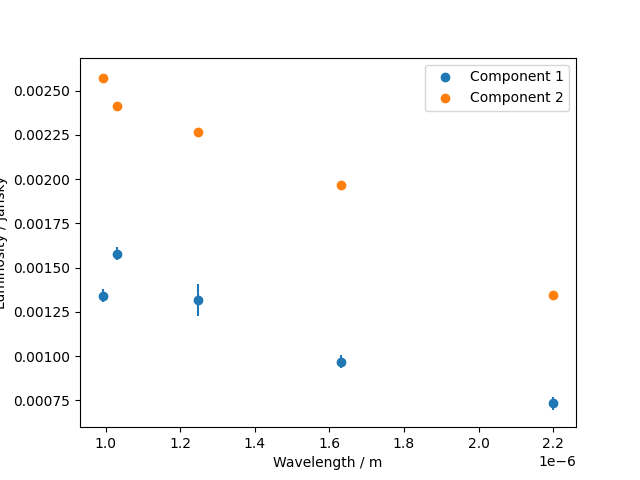 Component 1
Component 2
0.00250
0.00225
0.00200
0.00175
0.00150
0.00125
0.00100
0.00075
Luminosity / Jansky
1.0 1.2 1.4 1.6 1.8 2.0 2.2
1e−6
Wavelength / m